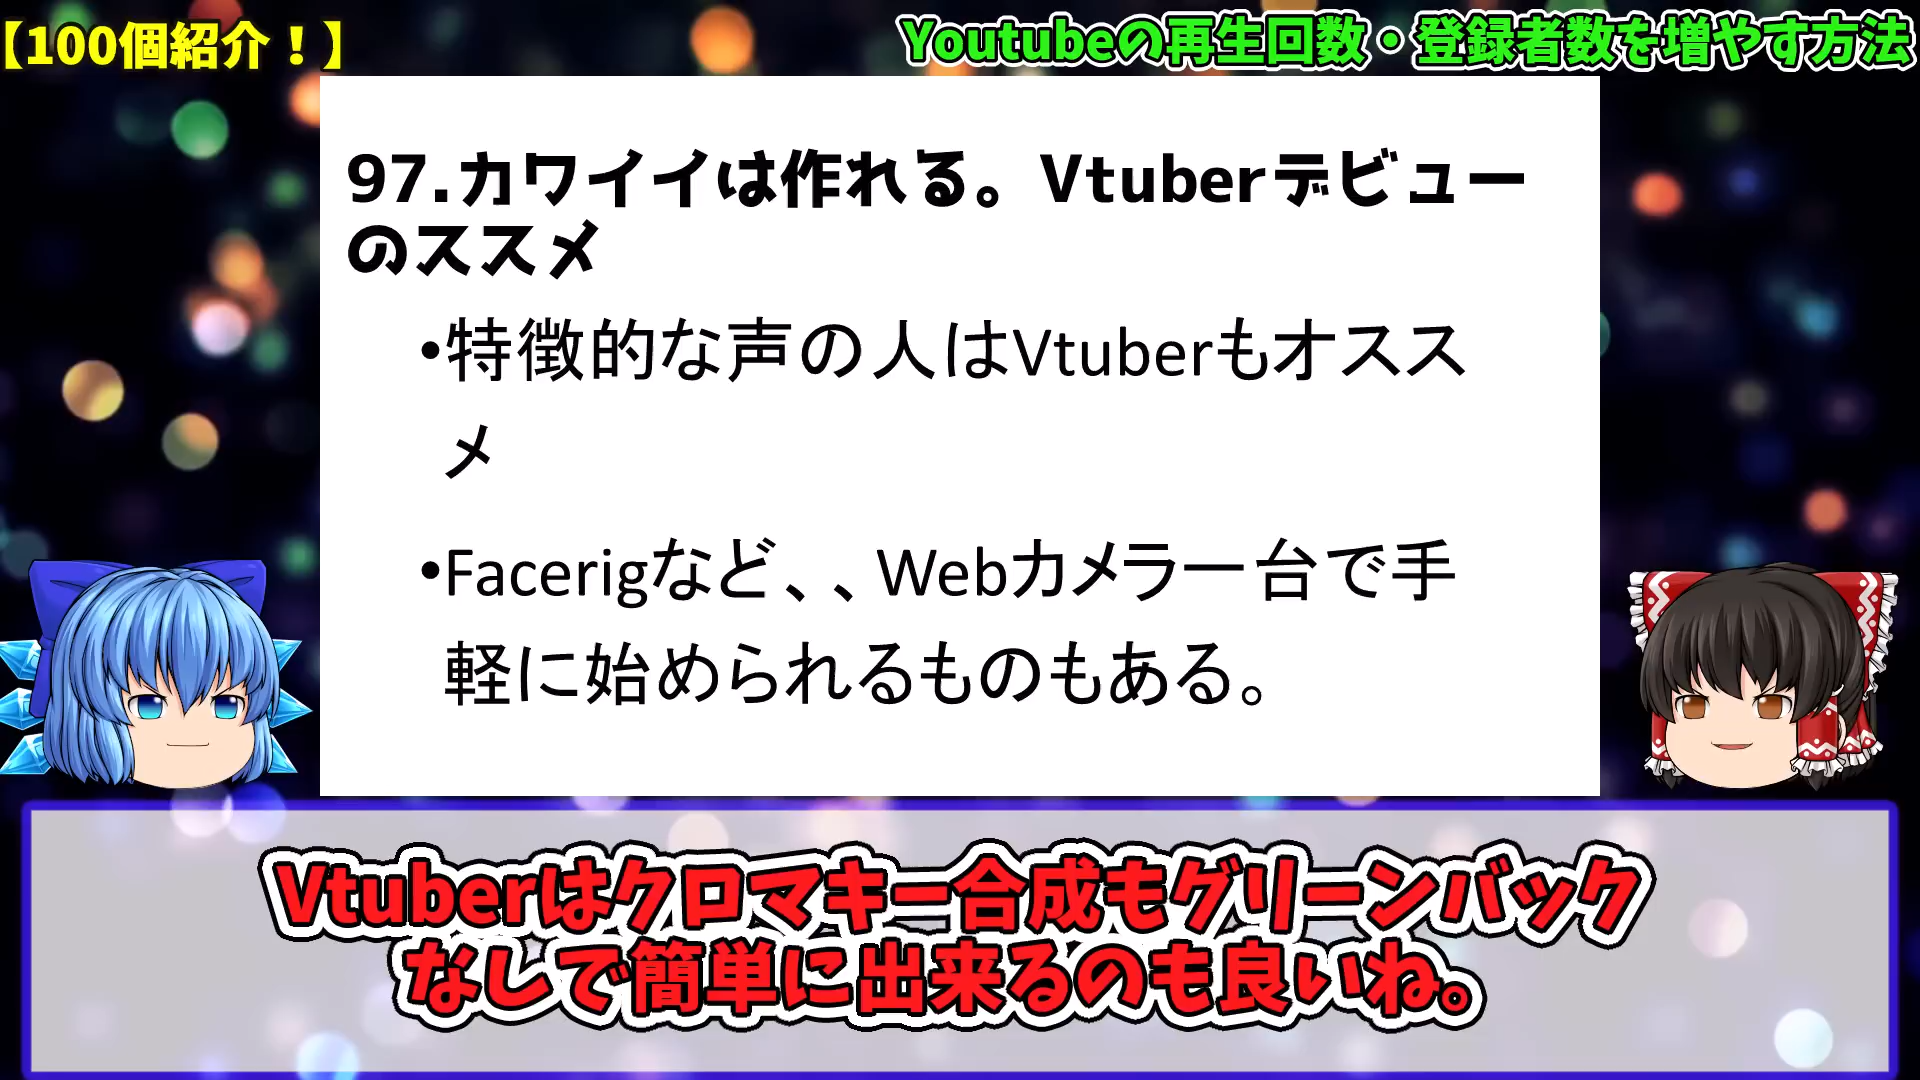 【100個紹介！】
Youtubeの再生回数・登録者数を増やす方法
97.カワイイは作れる。Vtuberデビュー
のススメ
•特徴的な声の人はVtuberもオスス
メ
•Facerigなど、、Webカメラ一台で手
軽に始められるものもある。
Vtuberはクロマキー合成もグリーンバック
なしで簡単に出来るのも良いね。